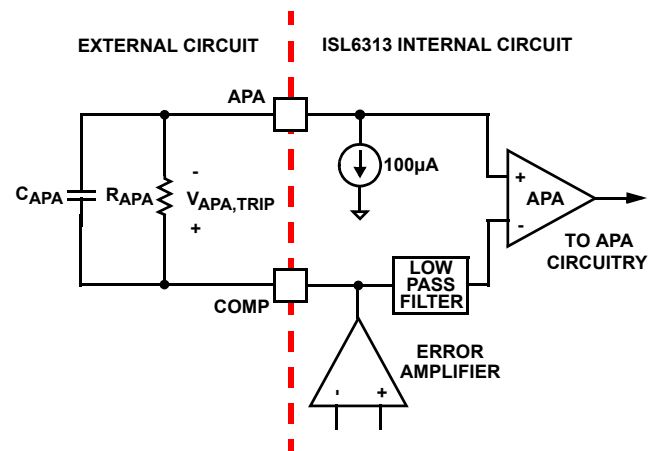 EXTERNAL CIRCUIT
ISL6313 INTERNAL CIRCUIT
APA
100µA
CAPA
RAPA
-
VAPA,TRIP
+
+
APA
-
TO APA
CIRCUITRY
LOW
PASS
FILTER
COMP
ERROR
AMPLIFIER
- +